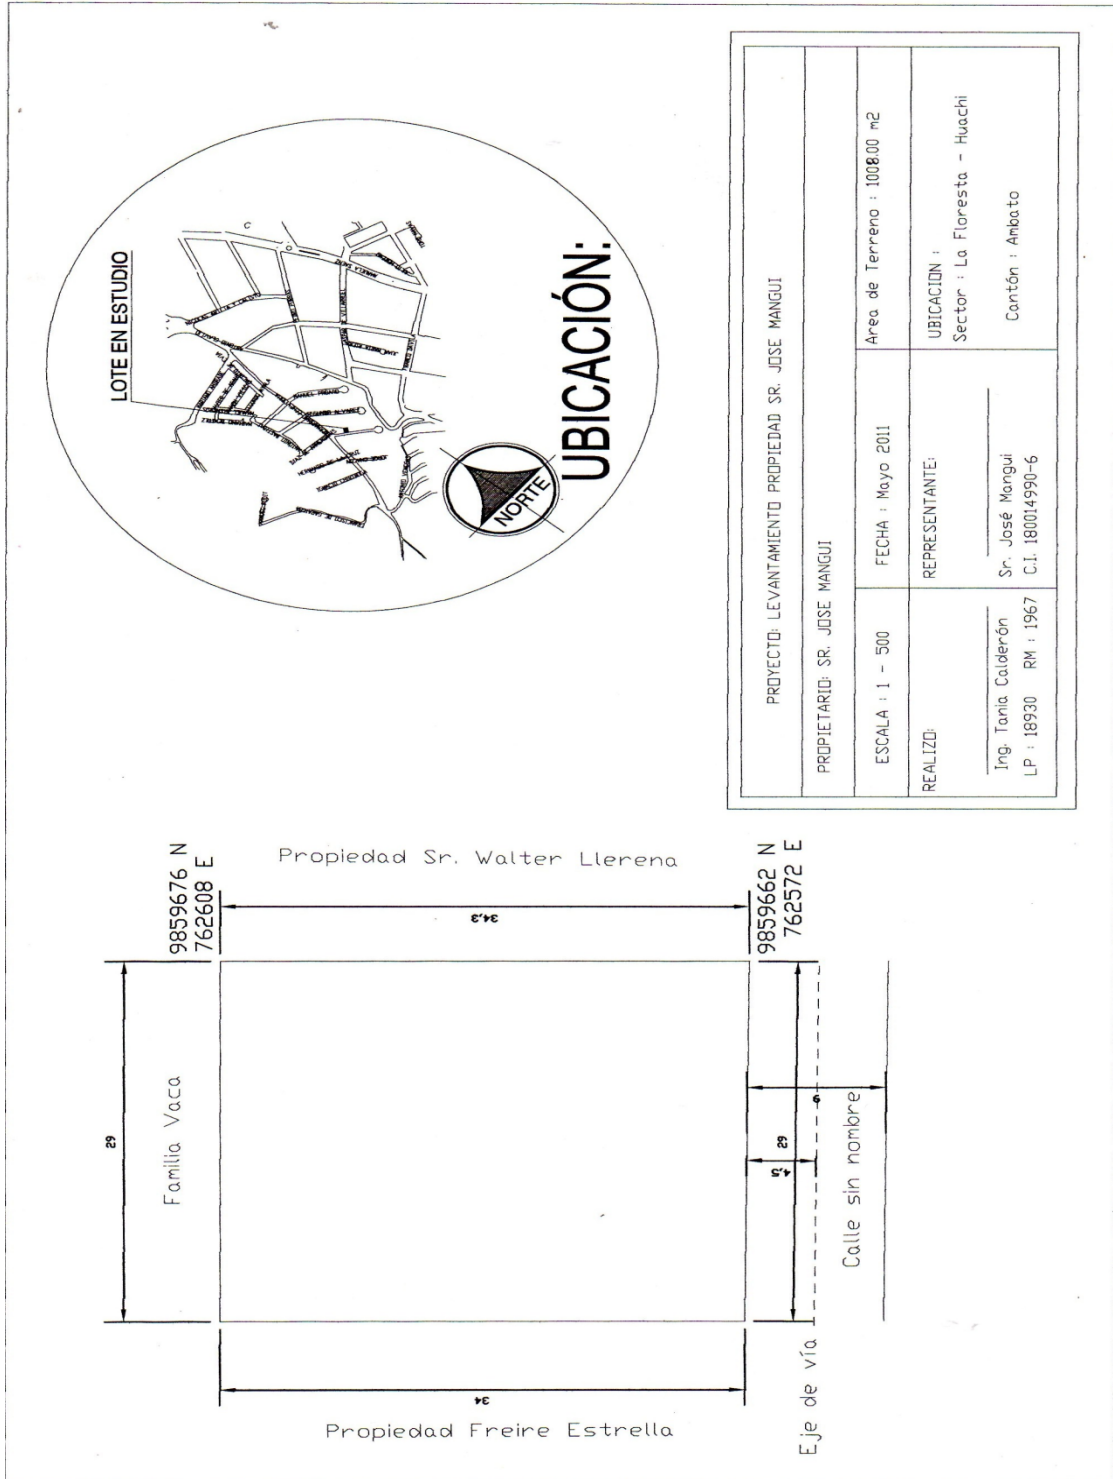 LOTE EN ESTUDIO
NORTE
UBICACIÓN:
Familia Vaca
29
9859676 N
762608 E
Propiedad Sr. Walter Llerena
34,3
34
Propiedad Freire Estrella
9859662 N
762572 E
29
4,5
9
Eje de vía
Calle sin nombre
PROYECTO: LEVANTAMIENTO PROPIEDAD SR. JOSE MANGUI
PROPIETARIO: SR. JOSE MANGUI
ESCALA : 1 - 500
FECHA : Mayo 2011
Area de Terreno : 1008.00 m2
REALIZO:
Ing. Tania Calderón
LP : 18930 RM : 1967
REPRESENTANTE:
Sr. José Mangui
C.I. 180014990-6
UBICACION :
Sector : La Floresta - Huachi
Cantón : Ambato